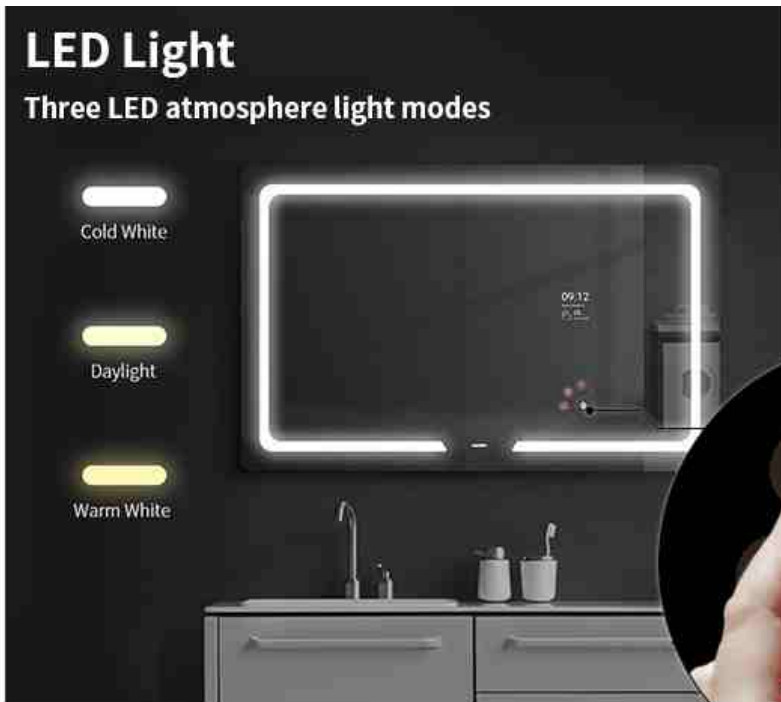 LED Light
Three LED atmosphere light modes
Cold White
09:12
Daylight
Warm White